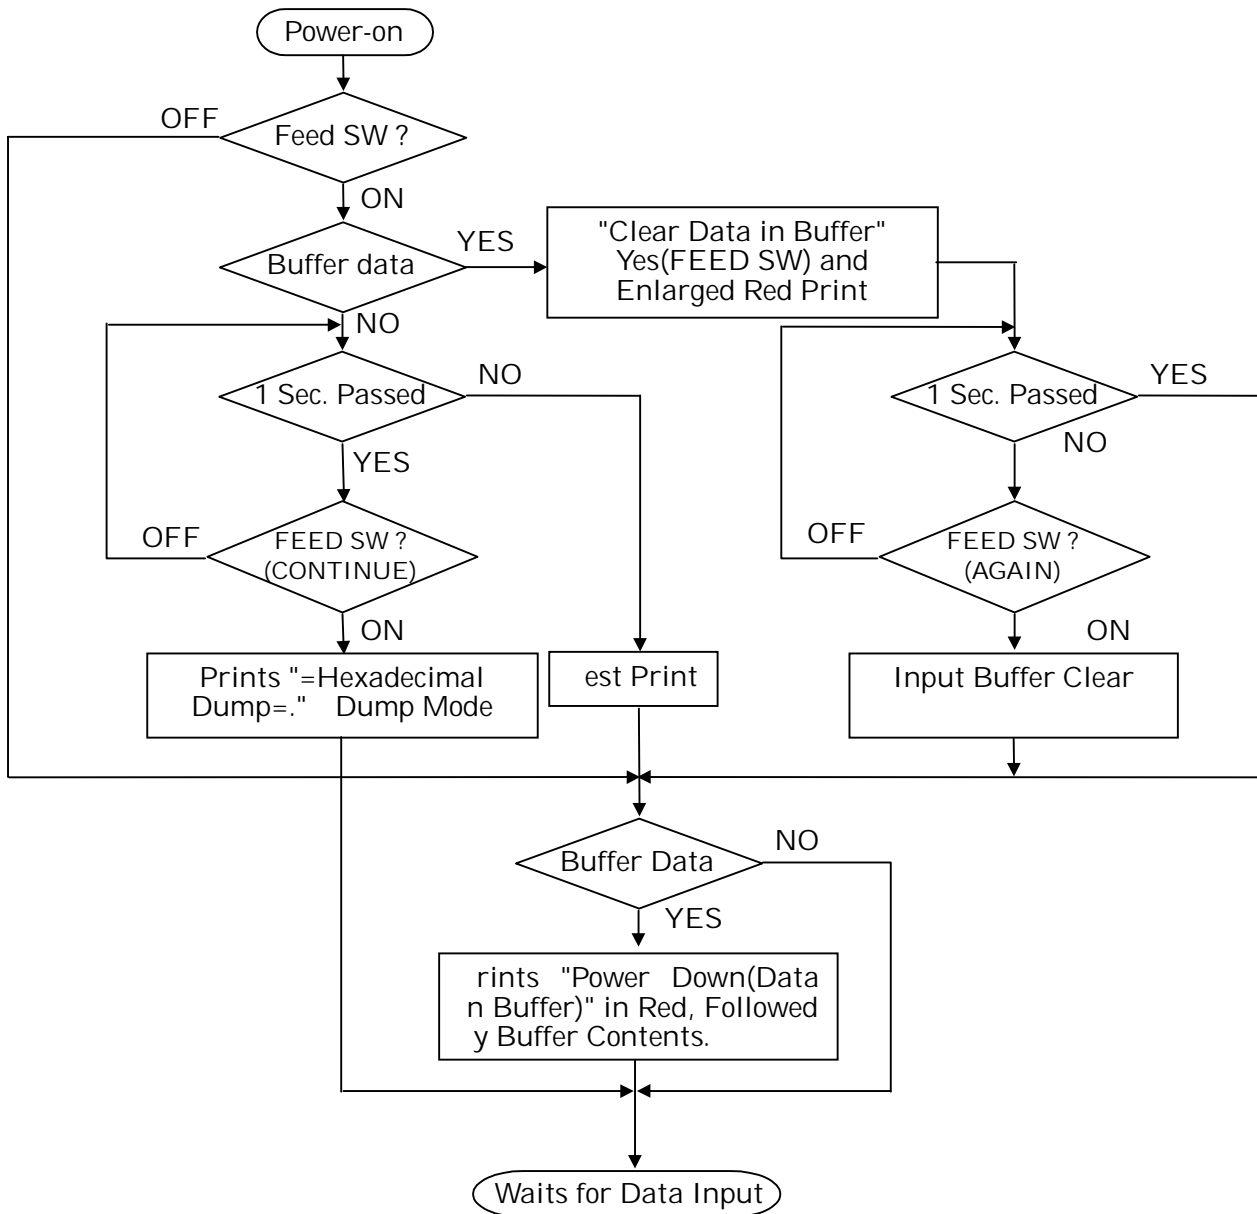 Power-on
OFF
Feed SW ?
ON
Buffer data
YES
"Clear Data in Buffer"
Yes(FEED SW) and
Enlarged Red Print
NO
1 Sec. Passed
NO
1 Sec. Passed
YES
YES
NO
OFF
FEED SW ?
(CONTINUE)
OFF
FEED SW ?
(AGAIN)
ON
ON
Prints "=Hexadecimal
Dump=." Dump Mode
est Print
Input Buffer Clear
Buffer Data
NO
YES
rints "Power Down(Data
n Buffer)" in Red, Followed
y Buffer Contents.
Waits for Data Input